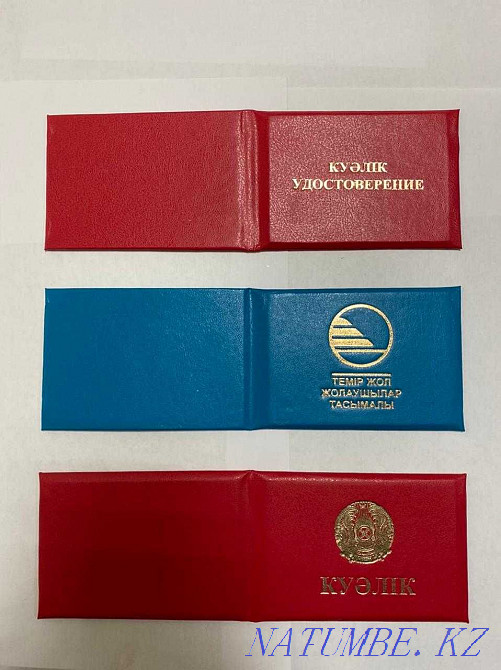 КУӘЛІК
УДОСТОВЕРЕНИЕ
ТЕМІР ЖОЛ
ЖОЛАУШЫЛАР
ТАСЫМАЛЫ
КУӘЛІК
NATUMBE. KZ